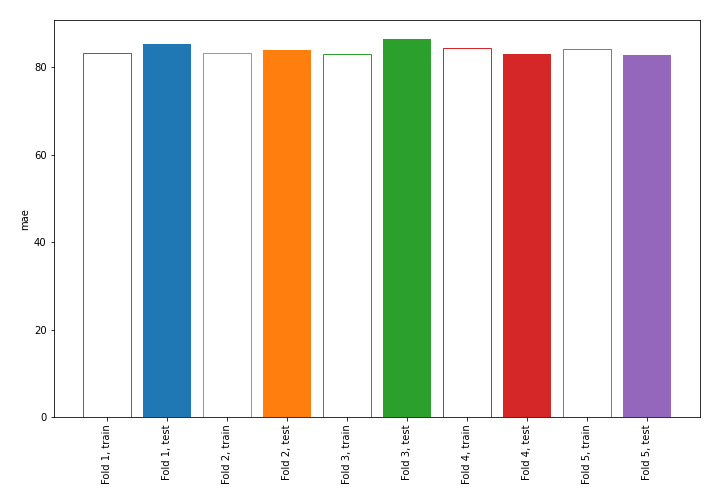 80
60
40
20
0
mae
Fold 1, train
Fold 1, test
Fold 2, train
Fold 2, test
Fold 3, train
Fold 3, test
Fold 4, train
Fold 4, test
Fold 5, train
Fold 5, test